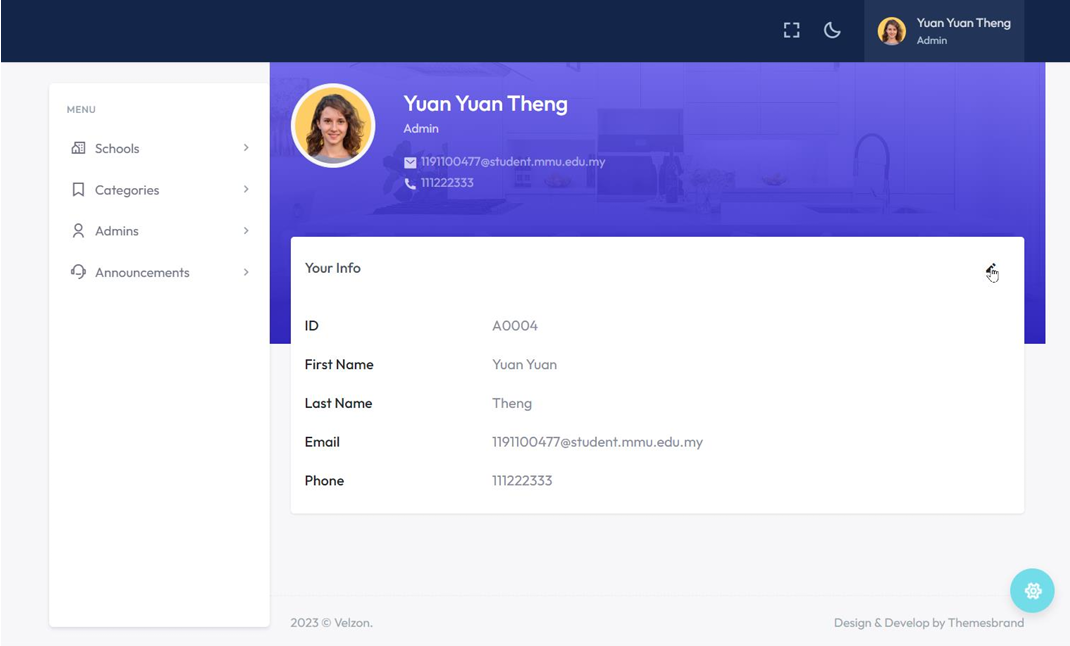 Yuan Yuan Theng
Admin
MENU
Schools
Categories
Admins
Announcements
Yuan Yuan Theng
Admin
1191100477@student.mmu.edu.my
111222333
Your Info
ID A0004
First Name Yuan Yuan
Last Name Theng
Email 1191100477@student.mmu.edu.my
Phone 111222333
2023 © Velzon.
Design & Develop by Themesbrand